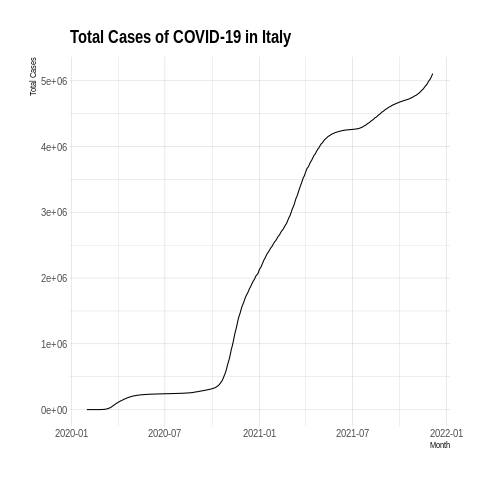 Total Cases of COVID-19 in Italy
Total Cases
5e+06
4e+06
3e+06
2e+06
1e+06
0e+00
2020-01 2020-07 2021-01 2021-07 2022-01
Month